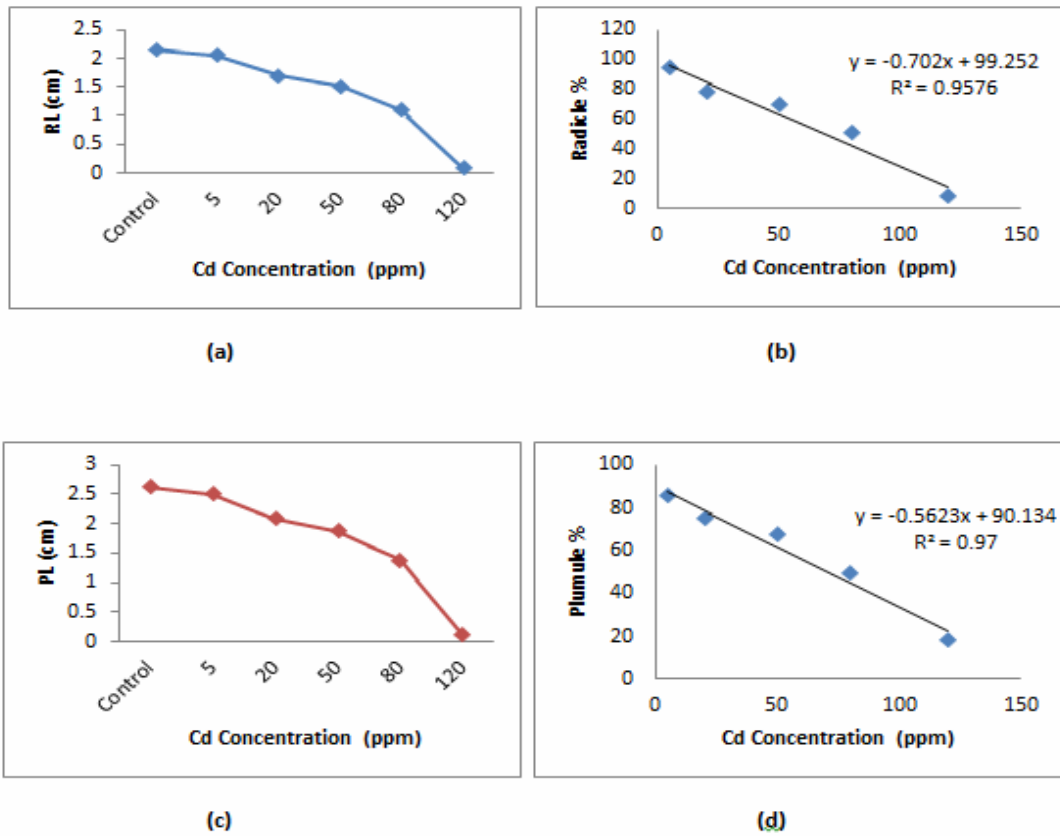 2.5
2
1.5
1
0.5
0
RL (cm)
Control
5
20
50
80
120
Cd Concentration (ppm)
(a)
120
100
80
60
40
20
0
Radicle %
y = -0.702x + 99.252
R² = 0.9576
0
50
100
150
Cd Concentration (ppm)
(b)
3
2.5
2
1.5
1
0.5
0
PL (cm)
Control
5
20
50
80
120
Cd Concentration (ppm)
(c)
100
80
60
40
20
0
Plumule %
y = -0.5623x + 90.134
R² = 0.97
0
50
100
150
Cd Concentration (ppm)
(d)